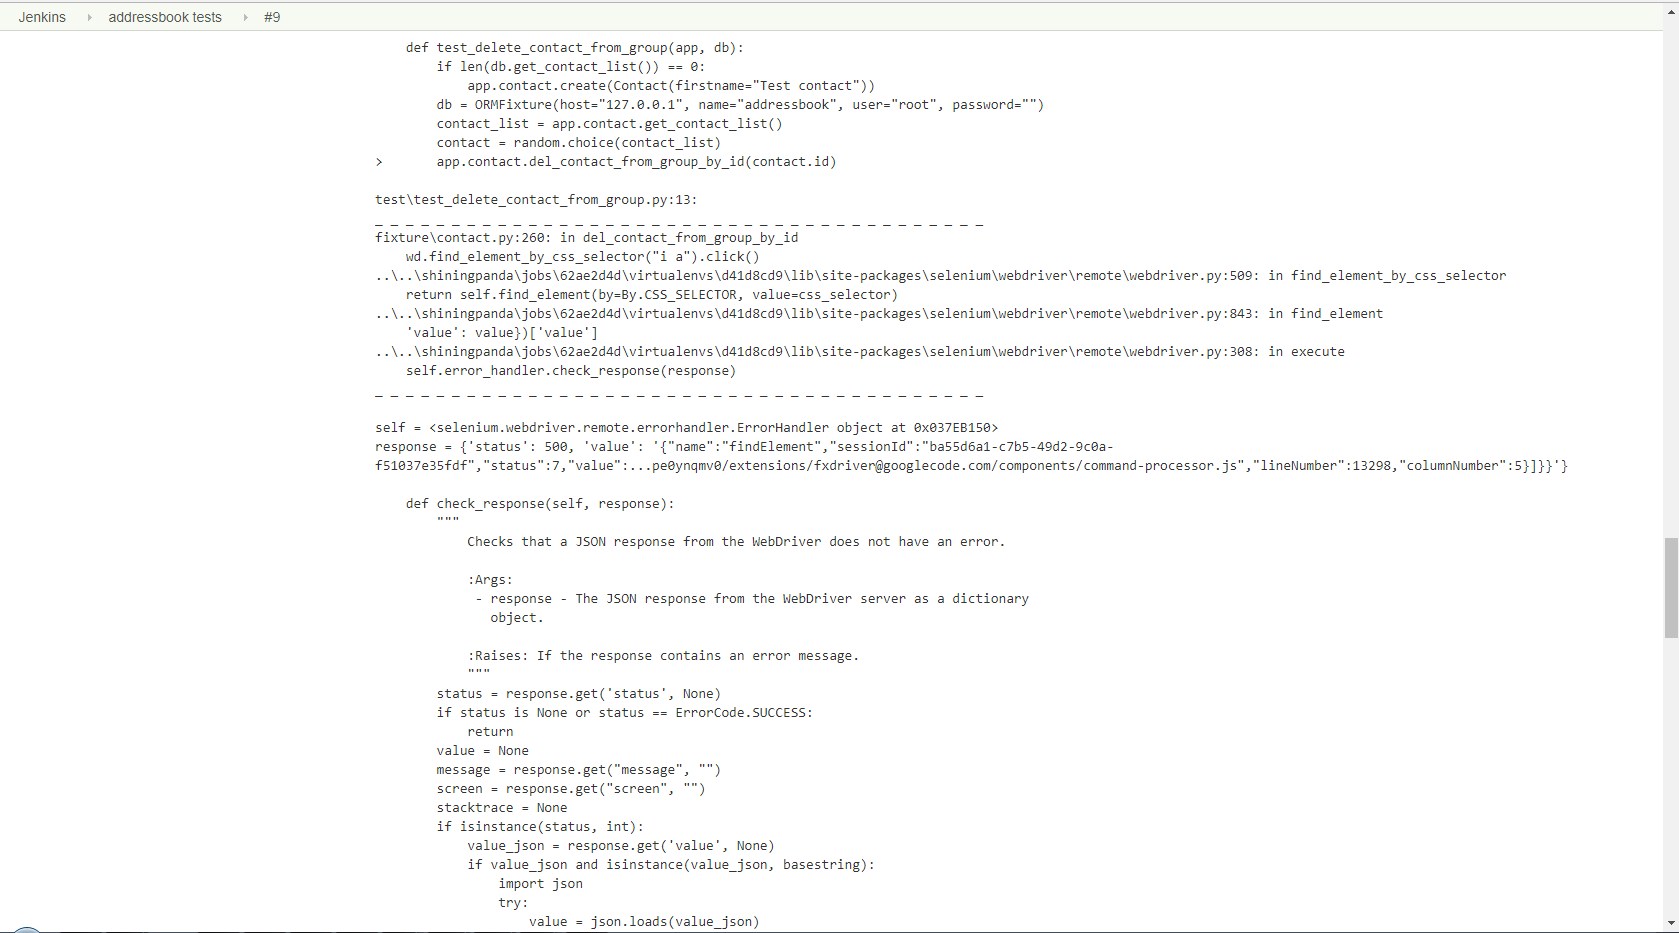 Jenkins addressbook tests #9
def test_delete_contact_from_group(app, db):
if len(db.get_contact_list()) == 0:
app.contact.create(Contact(firstname="Test contact"))
db = ORMFixture(host="127.0.0.1", name="addressbook", user="root", password="")
contact_list = app.contact.get_contact_list()
contact = random.choice(contact_list)
> app.contact.del_contact_from_group_by_id(contact.id)
test\test_delete_contact_from_group.py:13:
_ _ _ _ _ _ _ _ _ _ _ _ _ _ _ _ _ _ _ _ _ _ _ _ _ _ _ _ _ _ _ _ _ _ _ _ _ _ _ _
fixture\contact.py:260: in del_contact_from_group_by_id
wd.find_element_by_css_selector("i a").click()
..\..\shiningpanda\jobs\62ae2d4d\virtualenvs\d41d8cd9\lib\site-packages\selenium\webdriver\remote\webdriver.py:509: in find_element_by_css_selector
return self.find_element(by=By.CSS_SELECTOR, value=css_selector)
..\..\shiningpanda\jobs\62ae2d4d\virtualenvs\d41d8cd9\lib\site-packages\selenium\webdriver\remote\webdriver.py:843: in find_element
'value': value})['value']
..\..\shiningpanda\jobs\62ae2d4d\virtualenvs\d41d8cd9\lib\site-packages\selenium\webdriver\remote\webdriver.py:308: in execute
self.error_handler.check_response(response)
_ _ _ _ _ _ _ _ _ _ _ _ _ _ _ _ _ _ _ _ _ _ _ _ _ _ _ _ _ _ _ _ _ _ _ _ _ _ _ _
self = <selenium.webdriver.remote.errorhandler.ErrorHandler object at 0x037EB150>
response = {'status': 500, 'value': '{"name":"findElement","sessionId":"ba55d6a1-c7b5-49d2-9c0a-
f51037e35fdf","status":7,"value":...pe0ynqmv0/extensions/fxdriver@googlecode.com/components/command-processor.js","lineNumber":13298,"columnNumber":5}]}}'}
def check_response(self, response):
"""
Checks that a JSON response from the WebDriver does not have an error.
:Args:
- response - The JSON response from the WebDriver server as a dictionary
object.
:Raises: If the response contains an error message.
"""
status = response.get('status', None)
if status is None or status == ErrorCode.SUCCESS:
return
value = None
message = response.get("message", "")
screen = response.get("screen", "")
stacktrace = None
if isinstance(status, int):
value_json = response.get('value', None)
if value_json and isinstance(value_json, basestring):
import json
try:
value = json.loads(value_json)